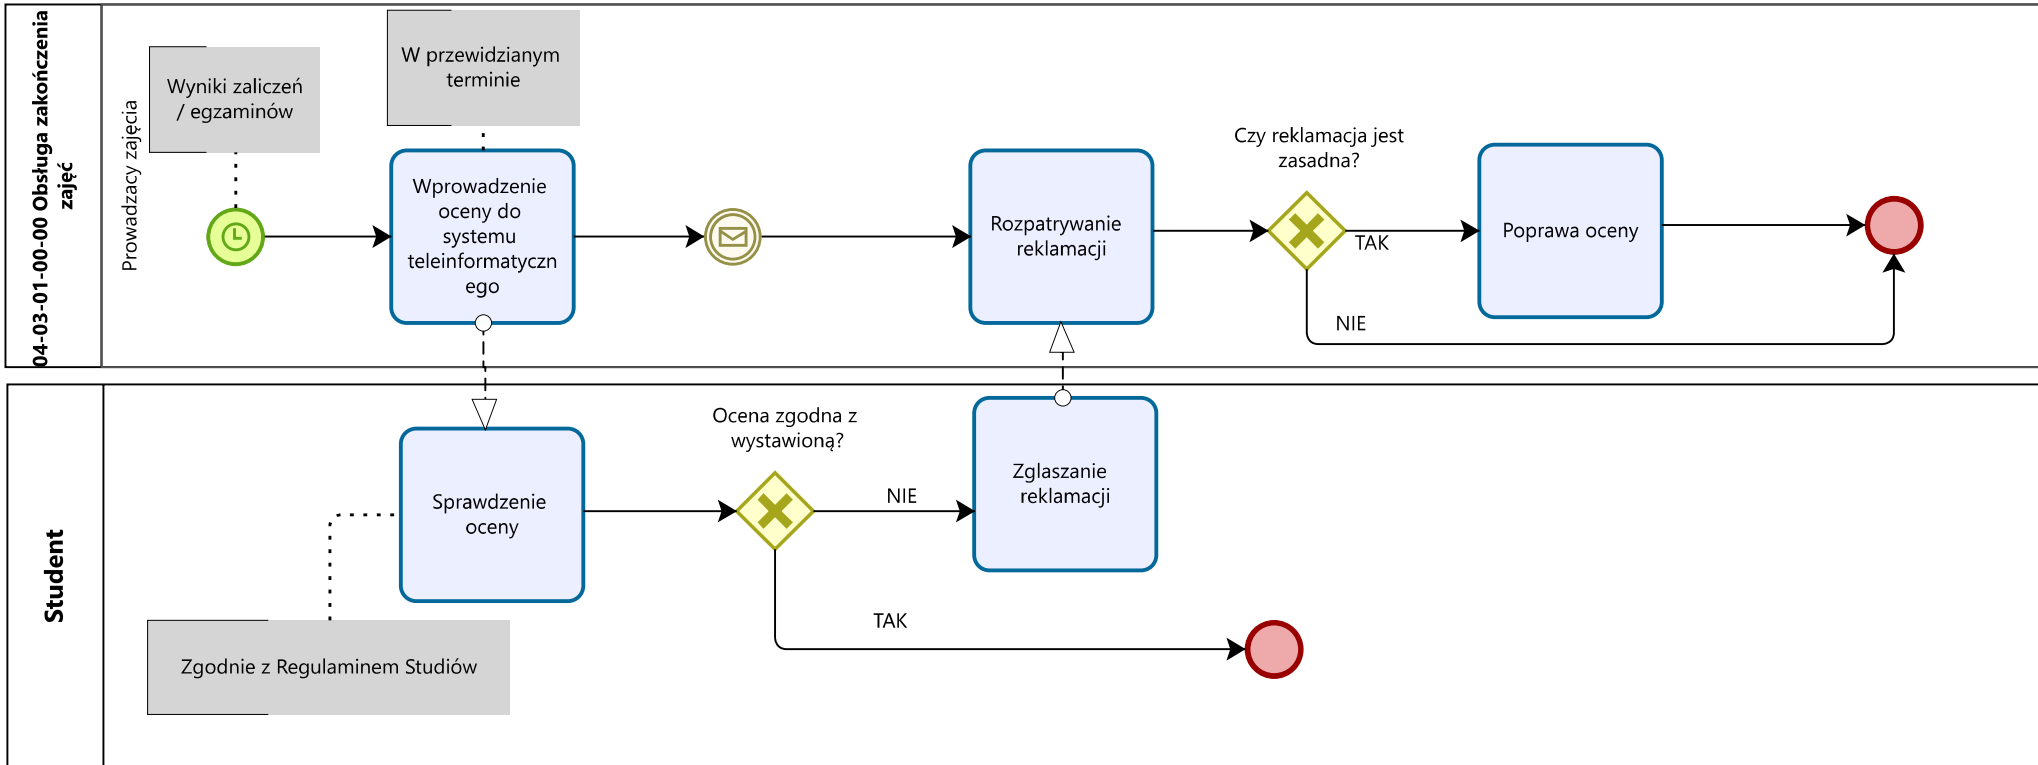 04-03-01-00-00 Obsługa zakończenia
zajęć
Prowadzacy zajęcia
Wyniki zaliczeń
/ egzaminów
W przewidzianym
terminie
Wprowadzenie
oceny do
systemu
teleinformatyczn
ego
Rozpatrywanie
reklamacji
Czy reklamacja jest
zasadna?
TAK
NIE
Poprawa oceny
Student
Sprawdzenie
oceny
Zgodnie z Regulaminem Studiów
Ocena zgodna z
wystawioną?
NIE
TAK
Zglaszanie
reklamacji